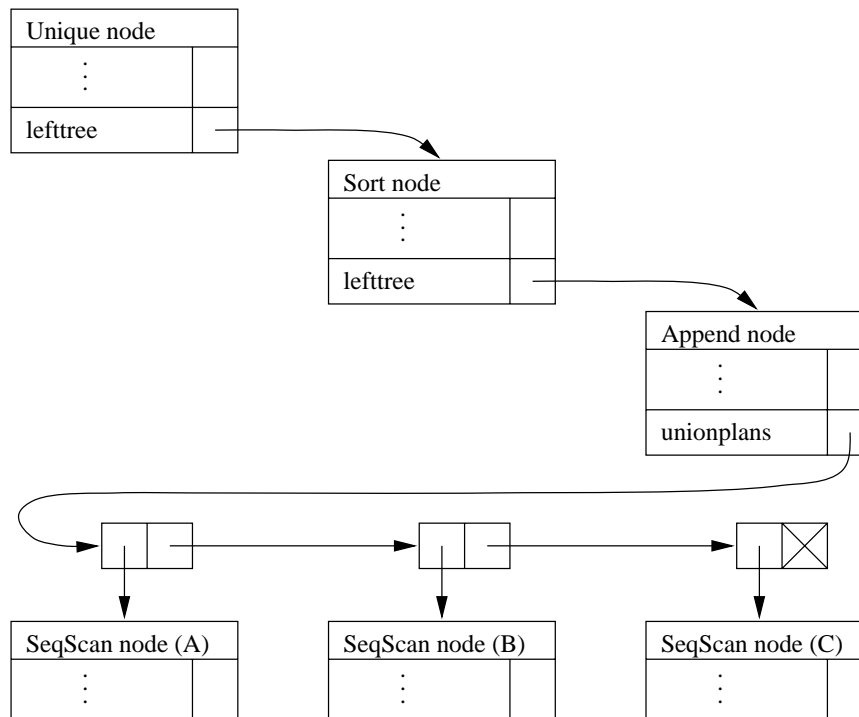 Unique node
lefttree
Sort node
lefttree
Append node
unionplans
SeqScan node (A)
SeqScan node (B)
SeqScan node (C)